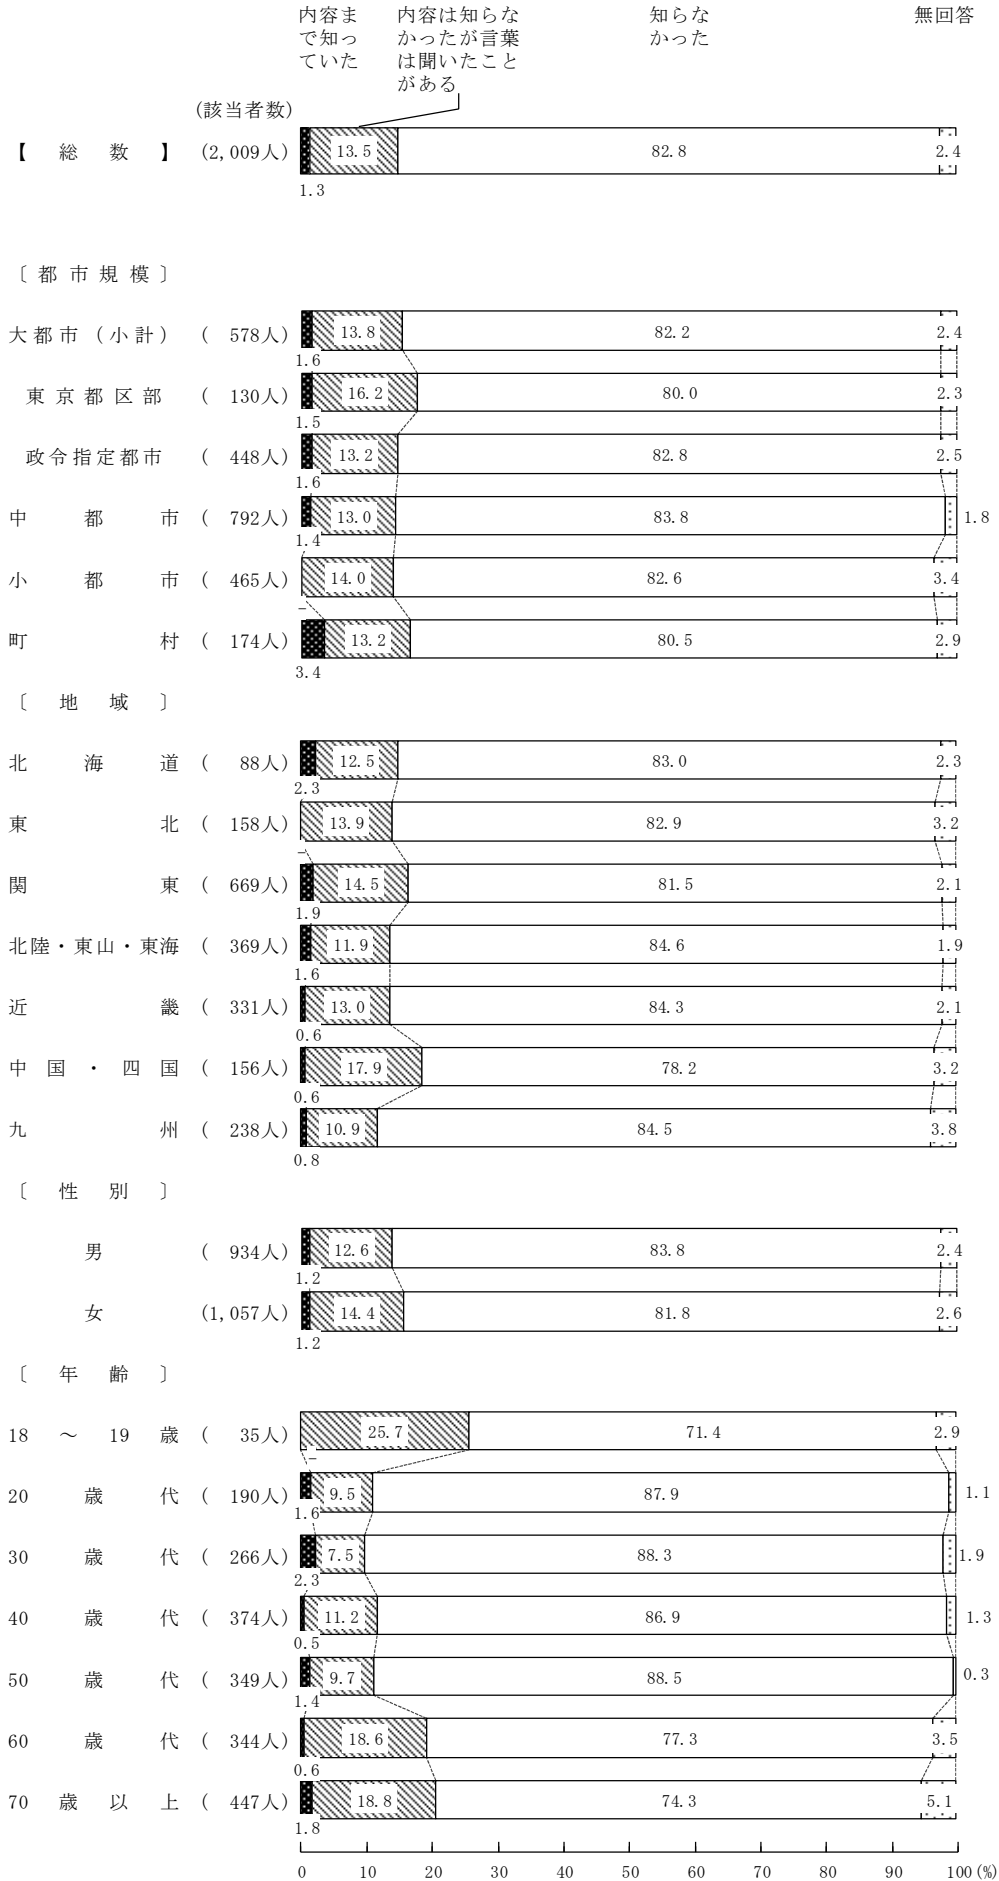 内容ま
で知っ
ていた
内容は知らな
かったが言葉
は聞いたこと
がある
知らな
かった
無回答
(該当者数)
【 総 数 】 (2,009人) 13.5 82.8 2.4
1.3
〔 都 市 規 模 〕
大都市(小計) ( 578人) 13.8 82.2 2.4
1.6
東京都区部 ( 130人) 16.2 80.0 2.3
1.5
政令指定都市 ( 448人) 13.2 82.8 2.5
1.6
中 都 市 ( 792人) 13.0 83.8 1.8
1.4
小 都 市 ( 465人) 14.0 82.6 3.4
－
町 村 ( 174人) 13.2 80.5 2.9
3.4
〔 地 域 〕
北 海 道 ( 88人) 12.5 83.0 2.3
2.3
東 北 ( 158人) 13.9 82.9 3.2
－
関 東 ( 669人) 14.5 81.5 2.1
1.9
北陸・東山・東海 ( 369人) 11.9 84.6 1.9
1.6
近 畿 ( 331人) 13.0 84.3 2.1
0.6
中 国 ・ 四 国 ( 156人) 17.9 78.2 3.2
0.6
九 州 ( 238人) 10.9 84.5 3.8
0.8
〔 性 別 〕
男 ( 934人) 12.6 83.8 2.4
1.2
女 (1,057人) 14.4 81.8 2.6
1.2
〔 年 齢 〕
18 ～ 19 歳 ( 35人) 25.7 71.4 2.9
－
20 歳 代 ( 190人) 9.5 87.9 1.1
1.6
30 歳 代 ( 266人) 7.5 88.3 1.9
2.3
40 歳 代 ( 374人) 11.2 86.9 1.3
0.5
50 歳 代 ( 349人) 9.7 88.5 0.3
1.4
60 歳 代 ( 344人) 18.6 77.3 3.5
0.6
70 歳 以 上 ( 447人) 18.8 74.3 5.1
1.8
0 10 20 30 40 50 60 70 80 90 100 (%)